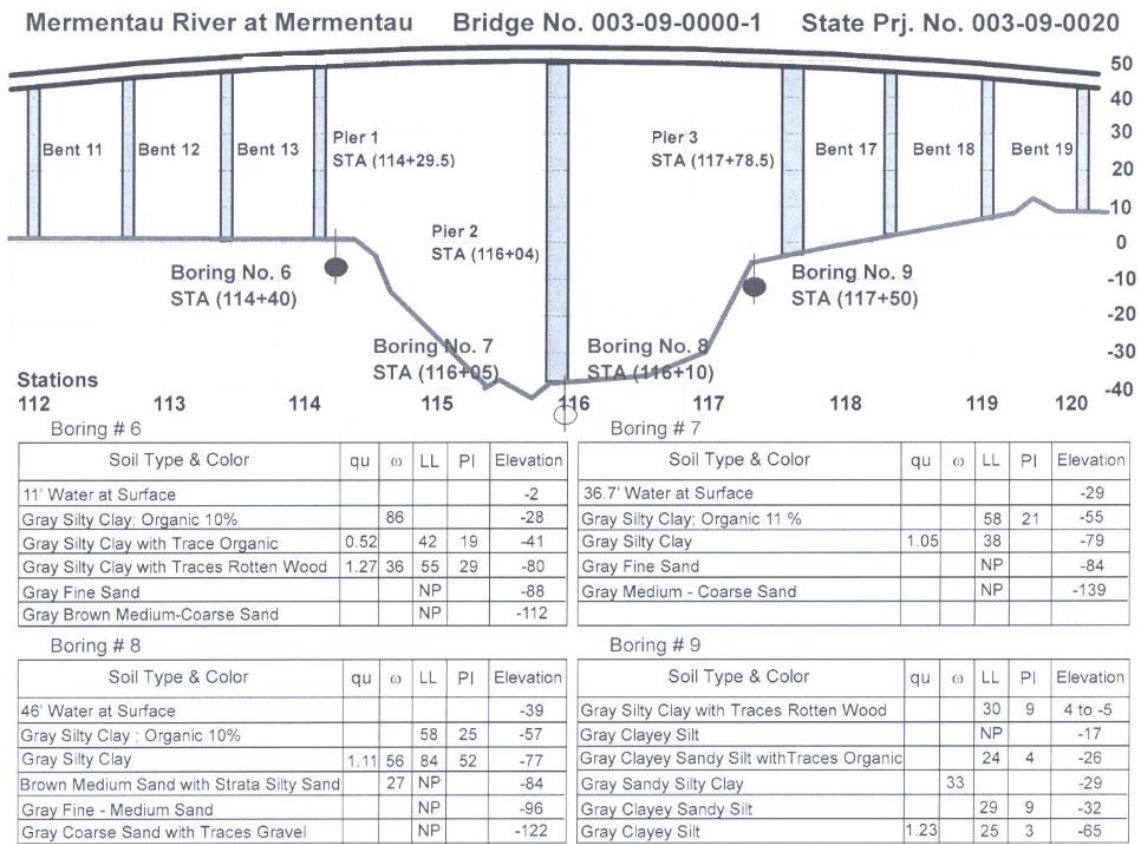 Mermentau River at Mermentau Bridge No. 003-09-0000-1 State Prj. No. 003-09-0020
50
40
30
20
10
0
-10
-20
-30
-40
Bent 11
Bent 12
Bent 13
Pier 1
STA (114+29.5)
Pier 2
STA (116+04)
Pier 3
STA (117+78.5)
Bent 17
Bent 18
Bent 19
Boring No. 6
STA (114+40)
Boring No. 7
STA (116+05)
Boring No. 8
STA (116+10)
Boring No. 9
STA (117+50)
Stations
112 113 114 115 116 117 118 119 120
Boring # 6
Soil Type & Color qu ω LL PI Elevation
11' Water at Surface -2
Gray Silty Clay; Organic 10% 86 -28
Gray Silty Clay with Trace Organic 0.52 42 19 -41
Gray Silty Clay with Traces Rotten Wood 1.27 36 55 29 -80
Gray Fine Sand NP -88
Gray Brown Medium-Coarse Sand NP -112
Boring # 7
Soil Type & Color qu ω LL PI Elevation
36.7' Water at Surface -29
Gray Silty Clay; Organic 11 % 58 21 -55
Gray Silty Clay 1.05 38 -79
Gray Fine Sand NP -84
Gray Medium - Coarse Sand NP -139
Boring # 8
Soil Type & Color qu ω LL PI Elevation
46' Water at Surface -39
Gray Silty Clay ; Organic 10% 58 25 -57
Gray Silty Clay 1.11 56 84 52 -77
Brown Medium Sand with Strata Silty Sand 27 NP -84
Gray Fine - Medium Sand NP -96
Gray Coarse Sand with Traces Gravel NP -122
Boring # 9
Soil Type & Color qu ω LL PI Elevation
Gray Silty Clay with Traces Rotten Wood 30 9 4 to -5
Gray Clayey Silt NP -17
Gray Clayey Sandy Silt withTraces Organic 24 4 -26
Gray Sandy Silty Clay 33 -29
Gray Clayey Sandy Silt 29 9 -32
Gray Clayey Silt 1.23 25 3 -65